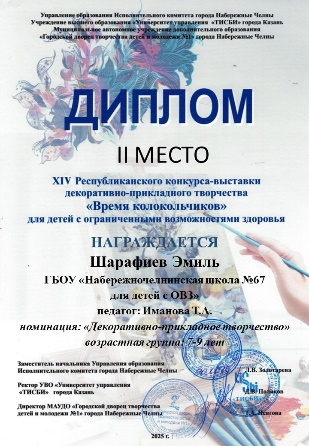 Управление образования Исполнительного комитета города Набережные Челны
Учреждение высшего образования «Университет управления «ТИСБИ» города Казань
Муниципальное автономное учреждение дополнительного образования
«Городской дворец творчества детей и молодежи №1» города Набережные Челны
ДИПЛОМ
II МЕСТО
XIV Республиканского конкурса-выставки
декоративно-прикладного творчества
«Время колокольчиков»
для детей с ограниченными возможностями здоровья
НАГРАЖДАЕТСЯ
Шарафиев Эмиль
ГБОУ «Набережночелнинская школа №67
для детей с ОВЗ»
педагог: Иманова Т.А.
номинация: «Декоративно-прикладное творчество»
возрастная группа: 7-9 лет
Заместитель начальника Управления образования
Исполнительного комитета города Набережные Челны
Ректор УВО «Университет управления
«ТИСБИ» города Казань
Директор МАУДО «Городской дворец творчества
детей и молодежи №1» города Набережные Челны
2025 г.